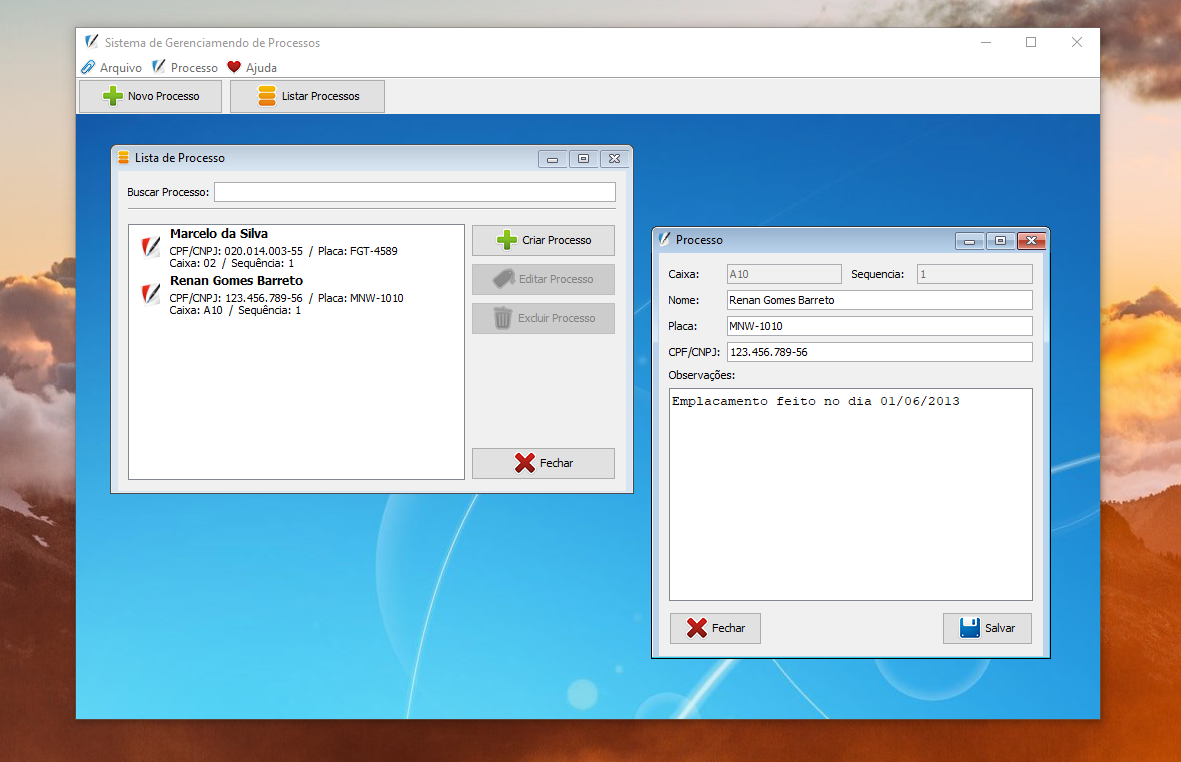 Sistema de Gerenciamendo de Processos
Arquivo Processo Ajuda
Novo Processo Listar Processos
Lista de Processo
Buscar Processo:
Marcelo da Silva
CPF/CNPJ: 020.014.003-55 / Placa: FGT-4589
Caixa: 02 / Sequência: 1
Renan Gomes Barreto
CPF/CNPJ: 123.456.789-56 / Placa: MNW-1010
Caixa: A10 / Sequência: 1
Criar Processo
Editar Processo
Excluir Processo
Fechar
Processo
Caixa: A10 Sequencia: 1
Nome: Renan Gomes Barreto
Placa: MNW-1010
CPF/CNPJ: 123.456.789-56
Observações:
Emplacamento feito no dia 01/06/2013
Fechar Salvar